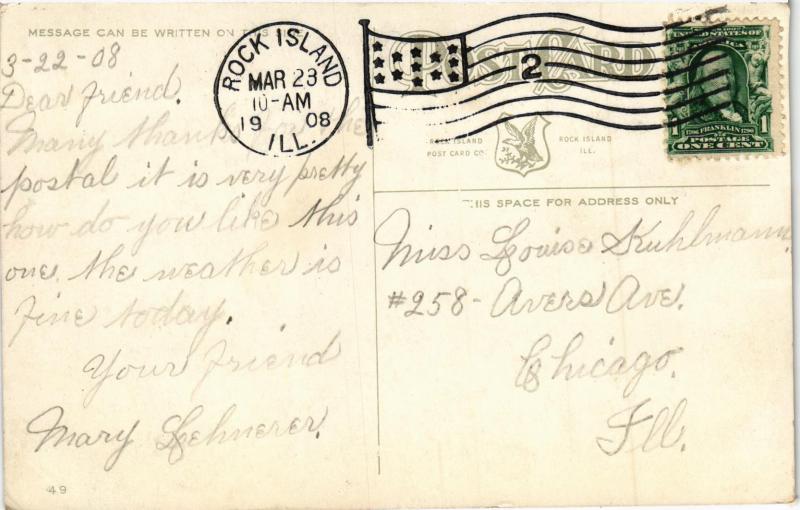 MESSAGE CAN BE WRITTEN ON THIS
3-22-08
Dear friend.
Many thanks for the
postal it is very pretty
how do you like this
one. the weather is
fine today.
Your friend
Mary Lehnerer.
49
ROCK ISLAND
MAR 23
10-AM
19 08
ILL.
2
POST CARD
ROCK ISLAND
POST CARD CO.
ROCK ISLAND
ILL.
UNITED STATES OF
AMERICA
1 1
1706 FRANKLIN 1790
POSTAGE
ONE CENT
THIS SPACE FOR ADDRESS ONLY
Miss Louise Kuhlmann.
#258- Avers Ave.
Chicago.
Ill.